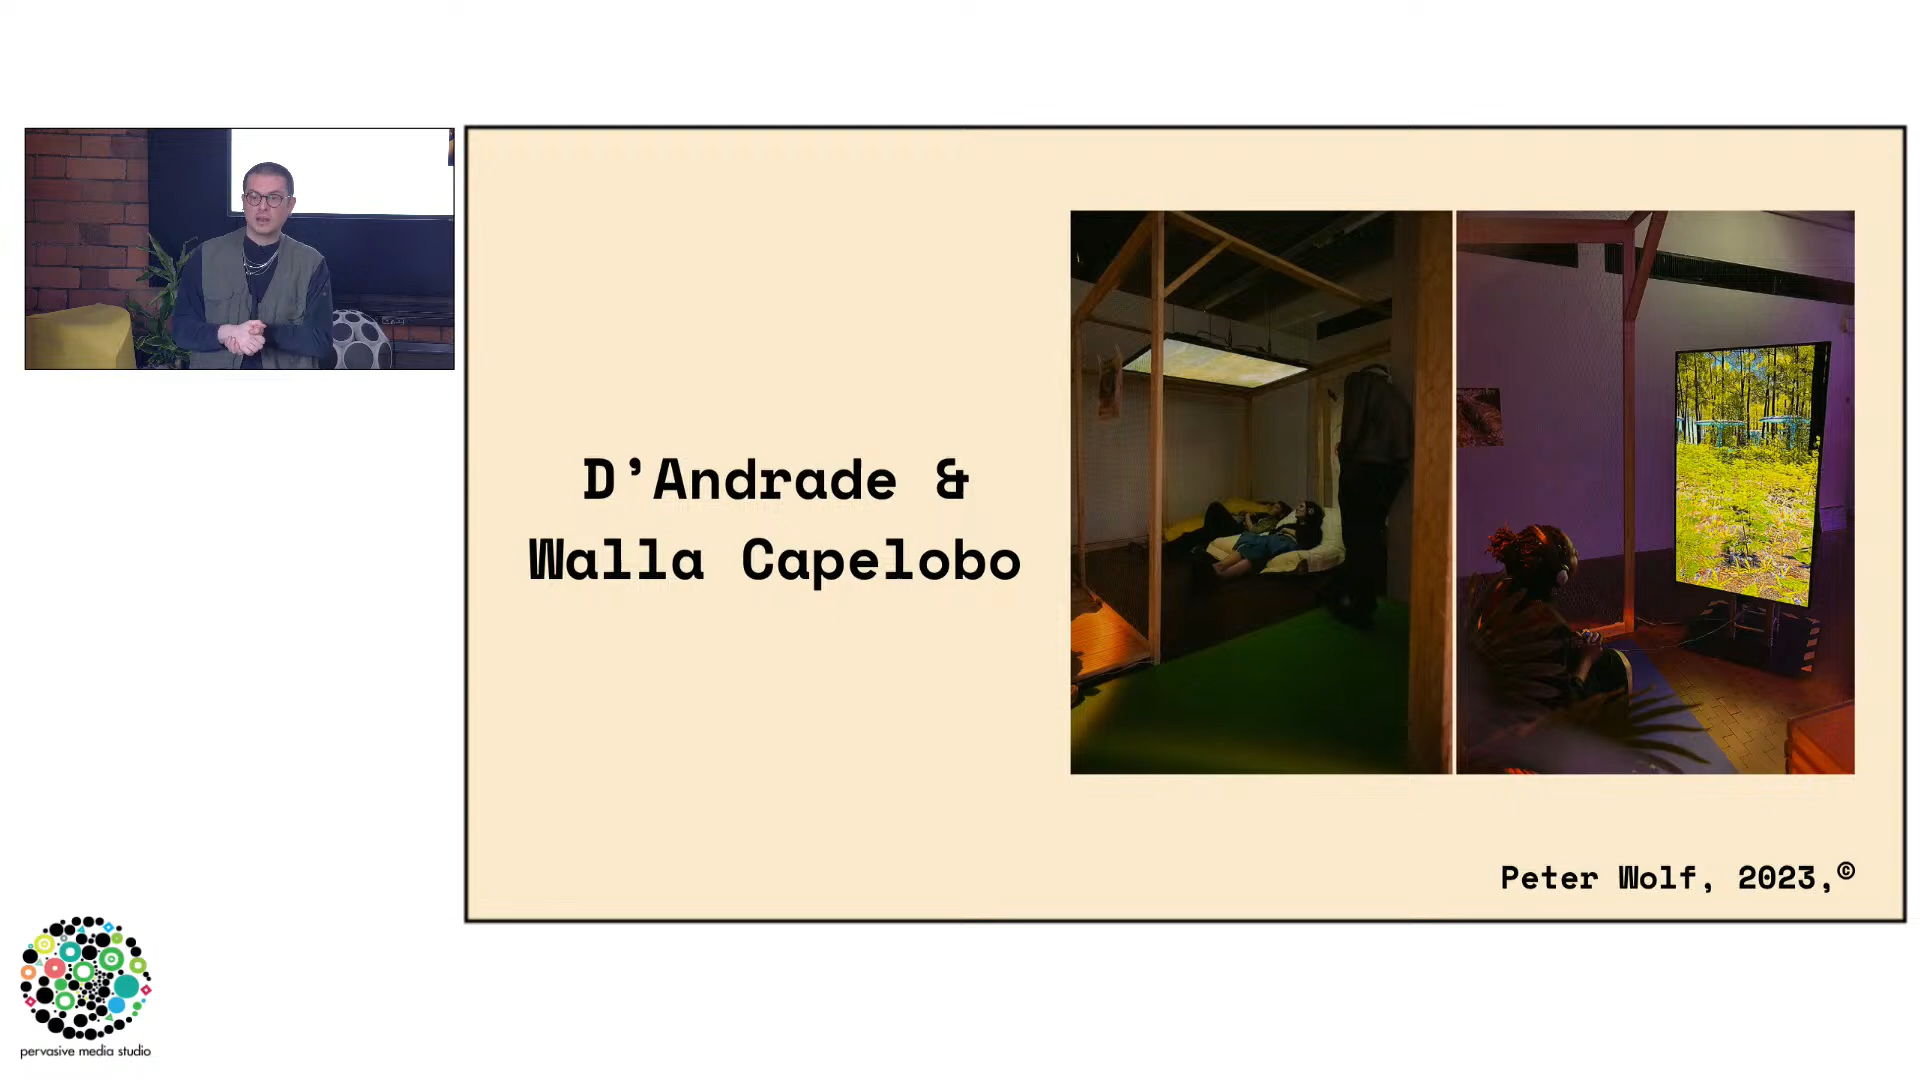 D’Andrade &
Walla Capelobo
Peter Wolf, 2023,©
pervasive media studio